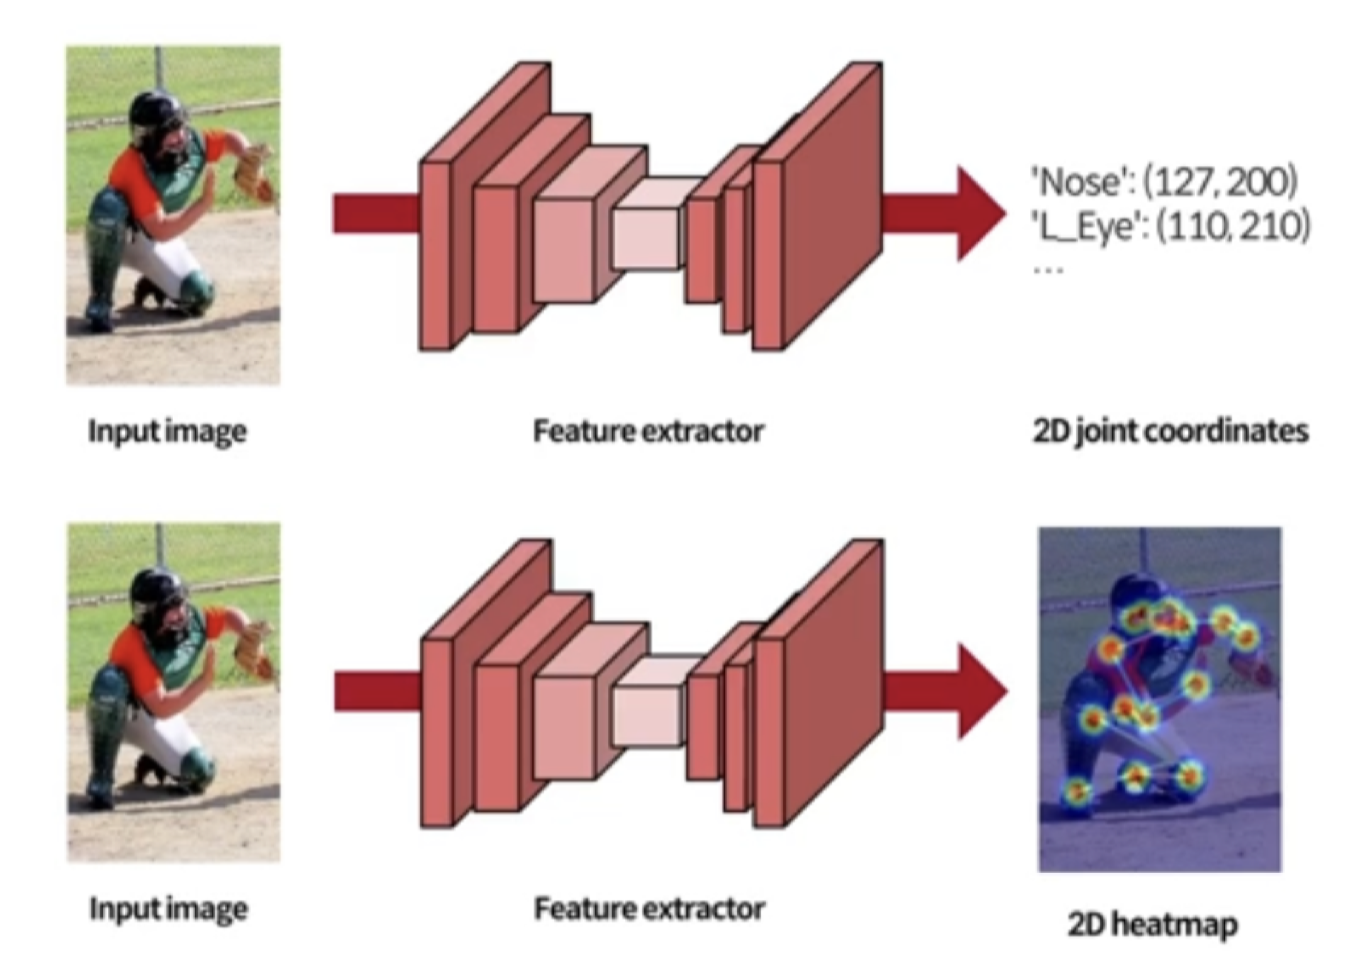 'Nose': (127, 200)
'L_Eye': (110, 210)
...
Input image
Feature extractor
2D joint coordinates
Input image
Feature extractor
2D heatmap